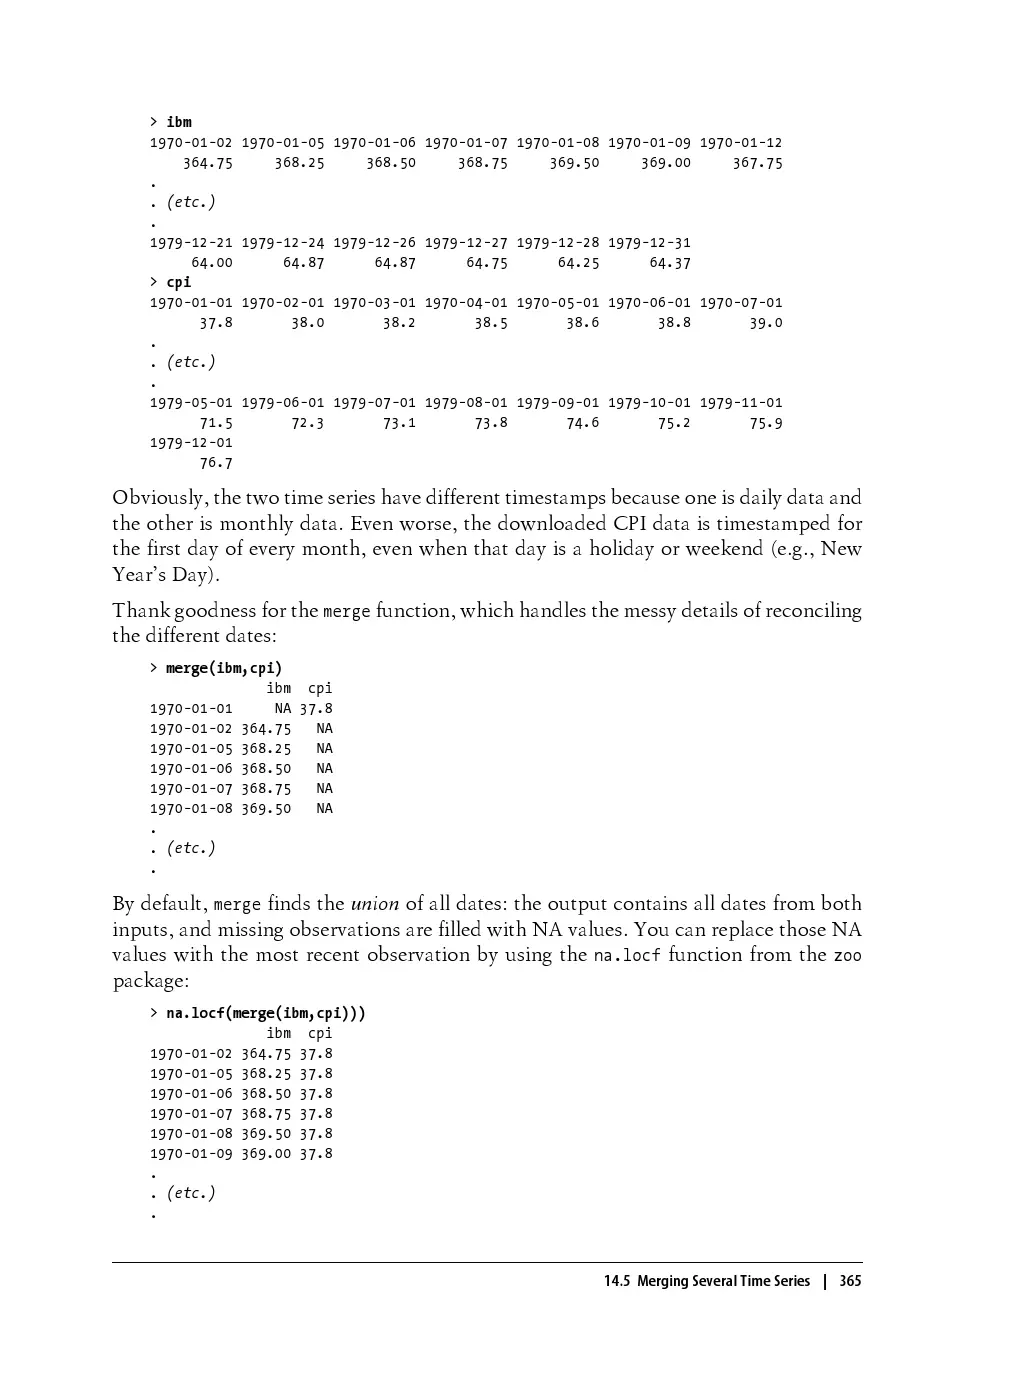 > ibm
1970-01-02 1970-01-05 1970-01-06 1970-01-07 1970-01-08 1970-01-09 1970-01-12
364.75 368.25 368.50 368.75 369.50 369.00 367.75
.
. (etc.)
.
1979-12-21 1979-12-24 1979-12-26 1979-12-27 1979-12-28 1979-12-31
64.00 64.87 64.87 64.75 64.25 64.37
> cpi
1970-01-01 1970-02-01 1970-03-01 1970-04-01 1970-05-01 1970-06-01 1970-07-01
37.8 38.0 38.2 38.5 38.6 38.8 39.0
.
. (etc.)
.
1979-05-01 1979-06-01 1979-07-01 1979-08-01 1979-09-01 1979-10-01 1979-11-01
71.5 72.3 73.1 73.8 74.6 75.2 75.9
1979-12-01
76.7
Obviously, the two time series have different timestamps because one is daily data and
the other is monthly data. Even worse, the downloaded CPI data is timestamped for
the first day of every month, even when that day is a holiday or weekend (e.g., New
Year's Day).
Thank goodness for the merge function, which handles the messy details of reconciling
the different dates:
> merge(ibm,cpi)
ibm cpi
1970-01-01 NA 37.8
1970-01-02 364.75 NA
1970-01-05 368.25 NA
1970-01-06 368.50 NA
1970-01-07 368.75 NA
1970-01-08 369.50 NA
.
. (etc.)
.
By default, merge finds the union of all dates: the output contains all dates from both
inputs, and missing observations are filled with NA values. You can replace those NA
values with the most recent observation by using the na.locf function from the zoo
package:
> na.locf(merge(ibm,cpi)))
ibm cpi
1970-01-02 364.75 37.8
1970-01-05 368.25 37.8
1970-01-06 368.50 37.8
1970-01-07 368.75 37.8
1970-01-08 369.50 37.8
1970-01-09 369.00 37.8
.
. (etc.)
.
14.5 Merging Several Time Series | 365